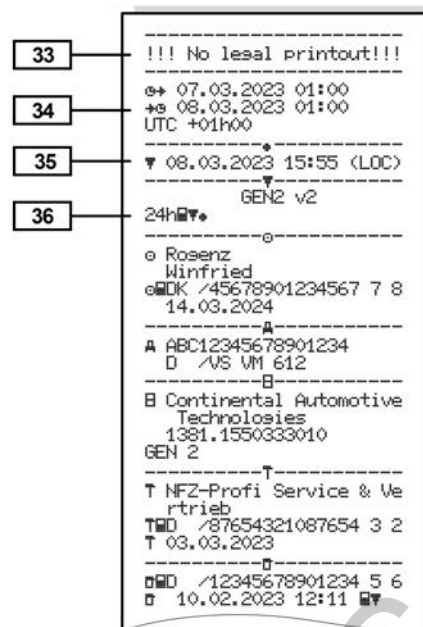 33
!!! No legal printout!!!
34
07.03.2023 01:00
08.03.2023 01:00
UTC +01h00
35
▼ 08.03.2023 15:55 (LOC)
GEN2 v2
36
24h
Rogenz
Winfried
DK /45678901234567 7 8
14.03.2024
ABC12345678901234
D /VS VM 612
Continental Automotive
Technologies
1381.1550333010
GEN 2
NFZ-Profi Service & Ve
rtrieb
D /87654321087654 3 2
03.03.2023
D /12345678901234 5 6
10.02.2023 12:11